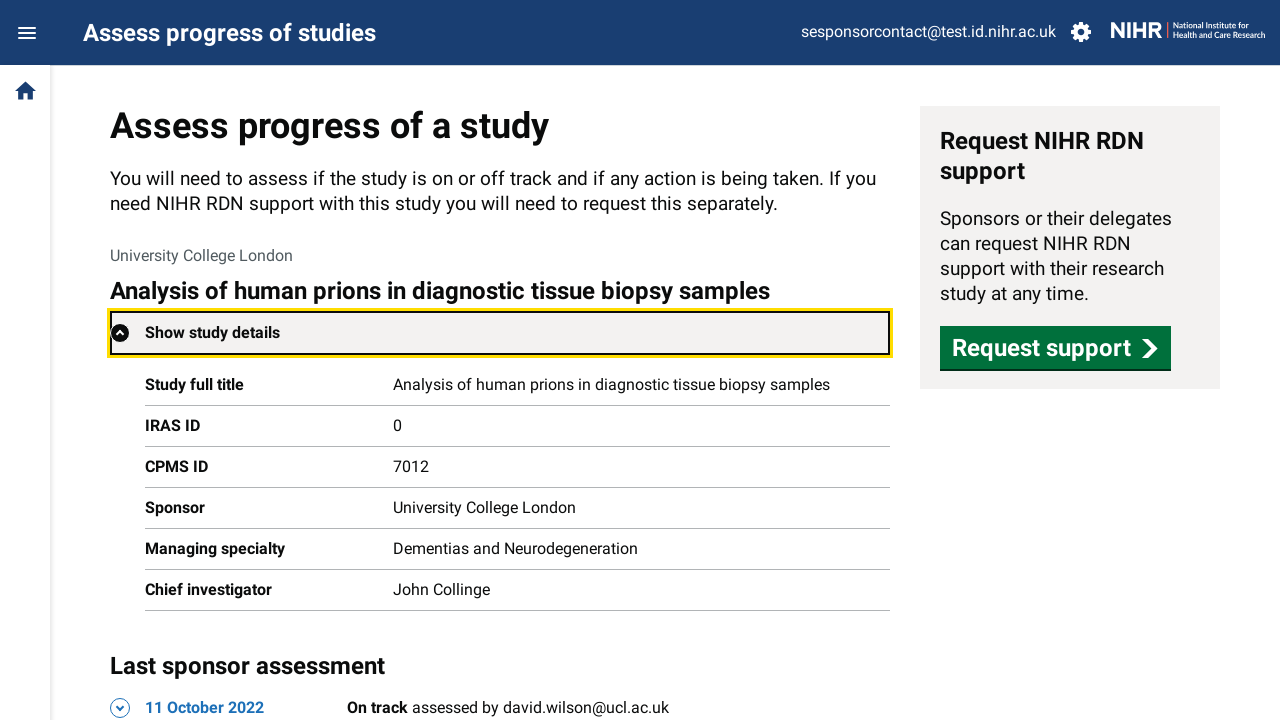 Assess progress of studies
sesponsorcontact@test.id.nihr.ac.uk
NIHR
National Institute for
Health and Care Research
Assess progress of a study
You will need to assess if the study is on or off track and if any action is being taken. If you
need NIHR RDN support with this study you will need to request this separately.
University College London
Analysis of human prions in diagnostic tissue biopsy samples
Show study details
Study full title Analysis of human prions in diagnostic tissue biopsy samples
IRAS ID 0
CPMS ID 7012
Sponsor University College London
Managing specialty Dementias and Neurodegeneration
Chief investigator John Collinge
Last sponsor assessment
11 October 2022 On track assessed by david.wilson@ucl.ac.uk
Request NIHR RDN
support
Sponsors or their delegates
can request NIHR RDN
support with their research
study at any time.
Request support